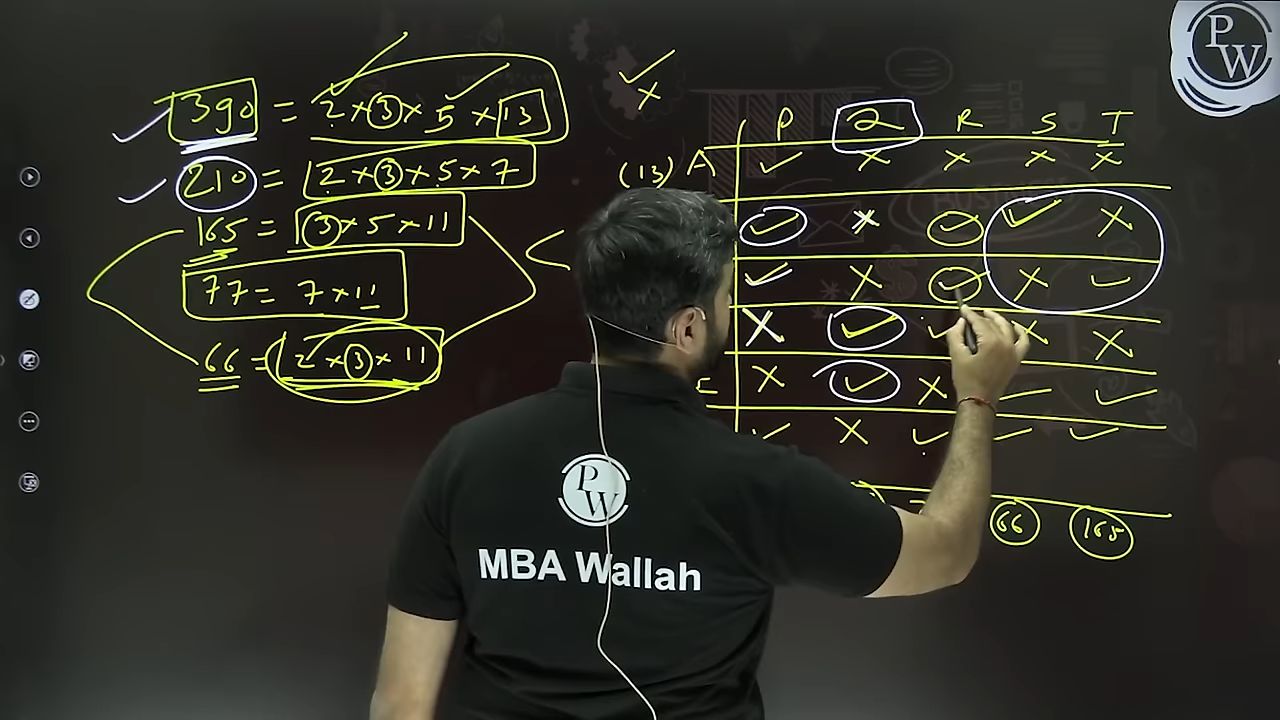 390 = 2 × 3 × 5 × 13
210 = 2 × 3 × 5 × 7
165 = 3 × 5 × 11
77 = 7 × 11
66 = 2 × 3 × 11
✓
×
P Q R S T
(13) A ✓ × × × ×
✓ × ✓ ✓ ×
✓ × ✓ × ✓
× ✓ ✓ × ×
× ✓ × ✓ ✓
✓ × ✓ ✓ ✓
66 165
PW
PW
MBA Wallah